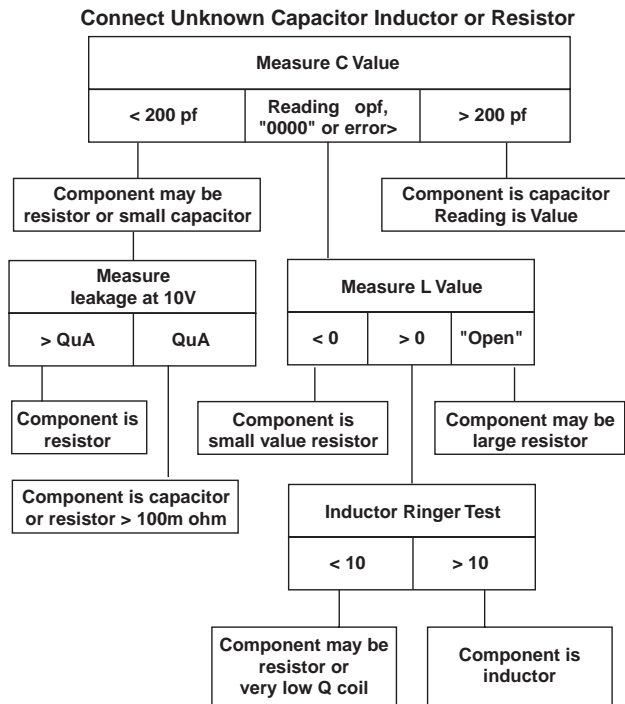 Connect Unknown Capacitor Inductor or Resistor
Measure C Value
< 200 pf
Reading opf,
"0000" or error>
> 200 pf
Component may be
resistor or small capacitor
Component is capacitor
Reading is Value
Measure
leakage at 10V
> QuA
QuA
Measure L Value
< 0
> 0
"Open"
Component is
resistor
Component is
small value resistor
Component may be
large resistor
Component is capacitor
or resistor > 100m ohm
Inductor Ringer Test
< 10
> 10
Component may be
resistor or
very low Q coil
Component is
inductor